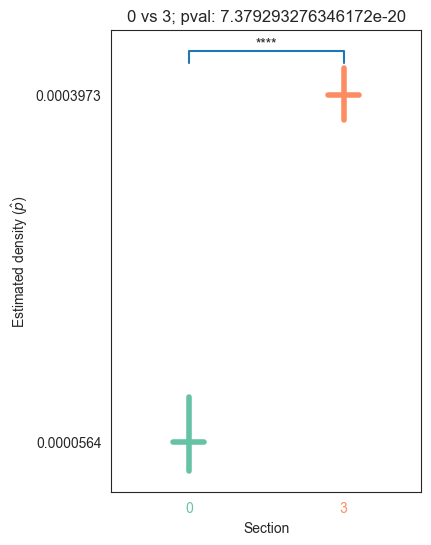 0 vs 3; pval: 7.379293276346172e-20
****
0.0003973
Estimated density (p̂)
0.0000564
0 3
Section